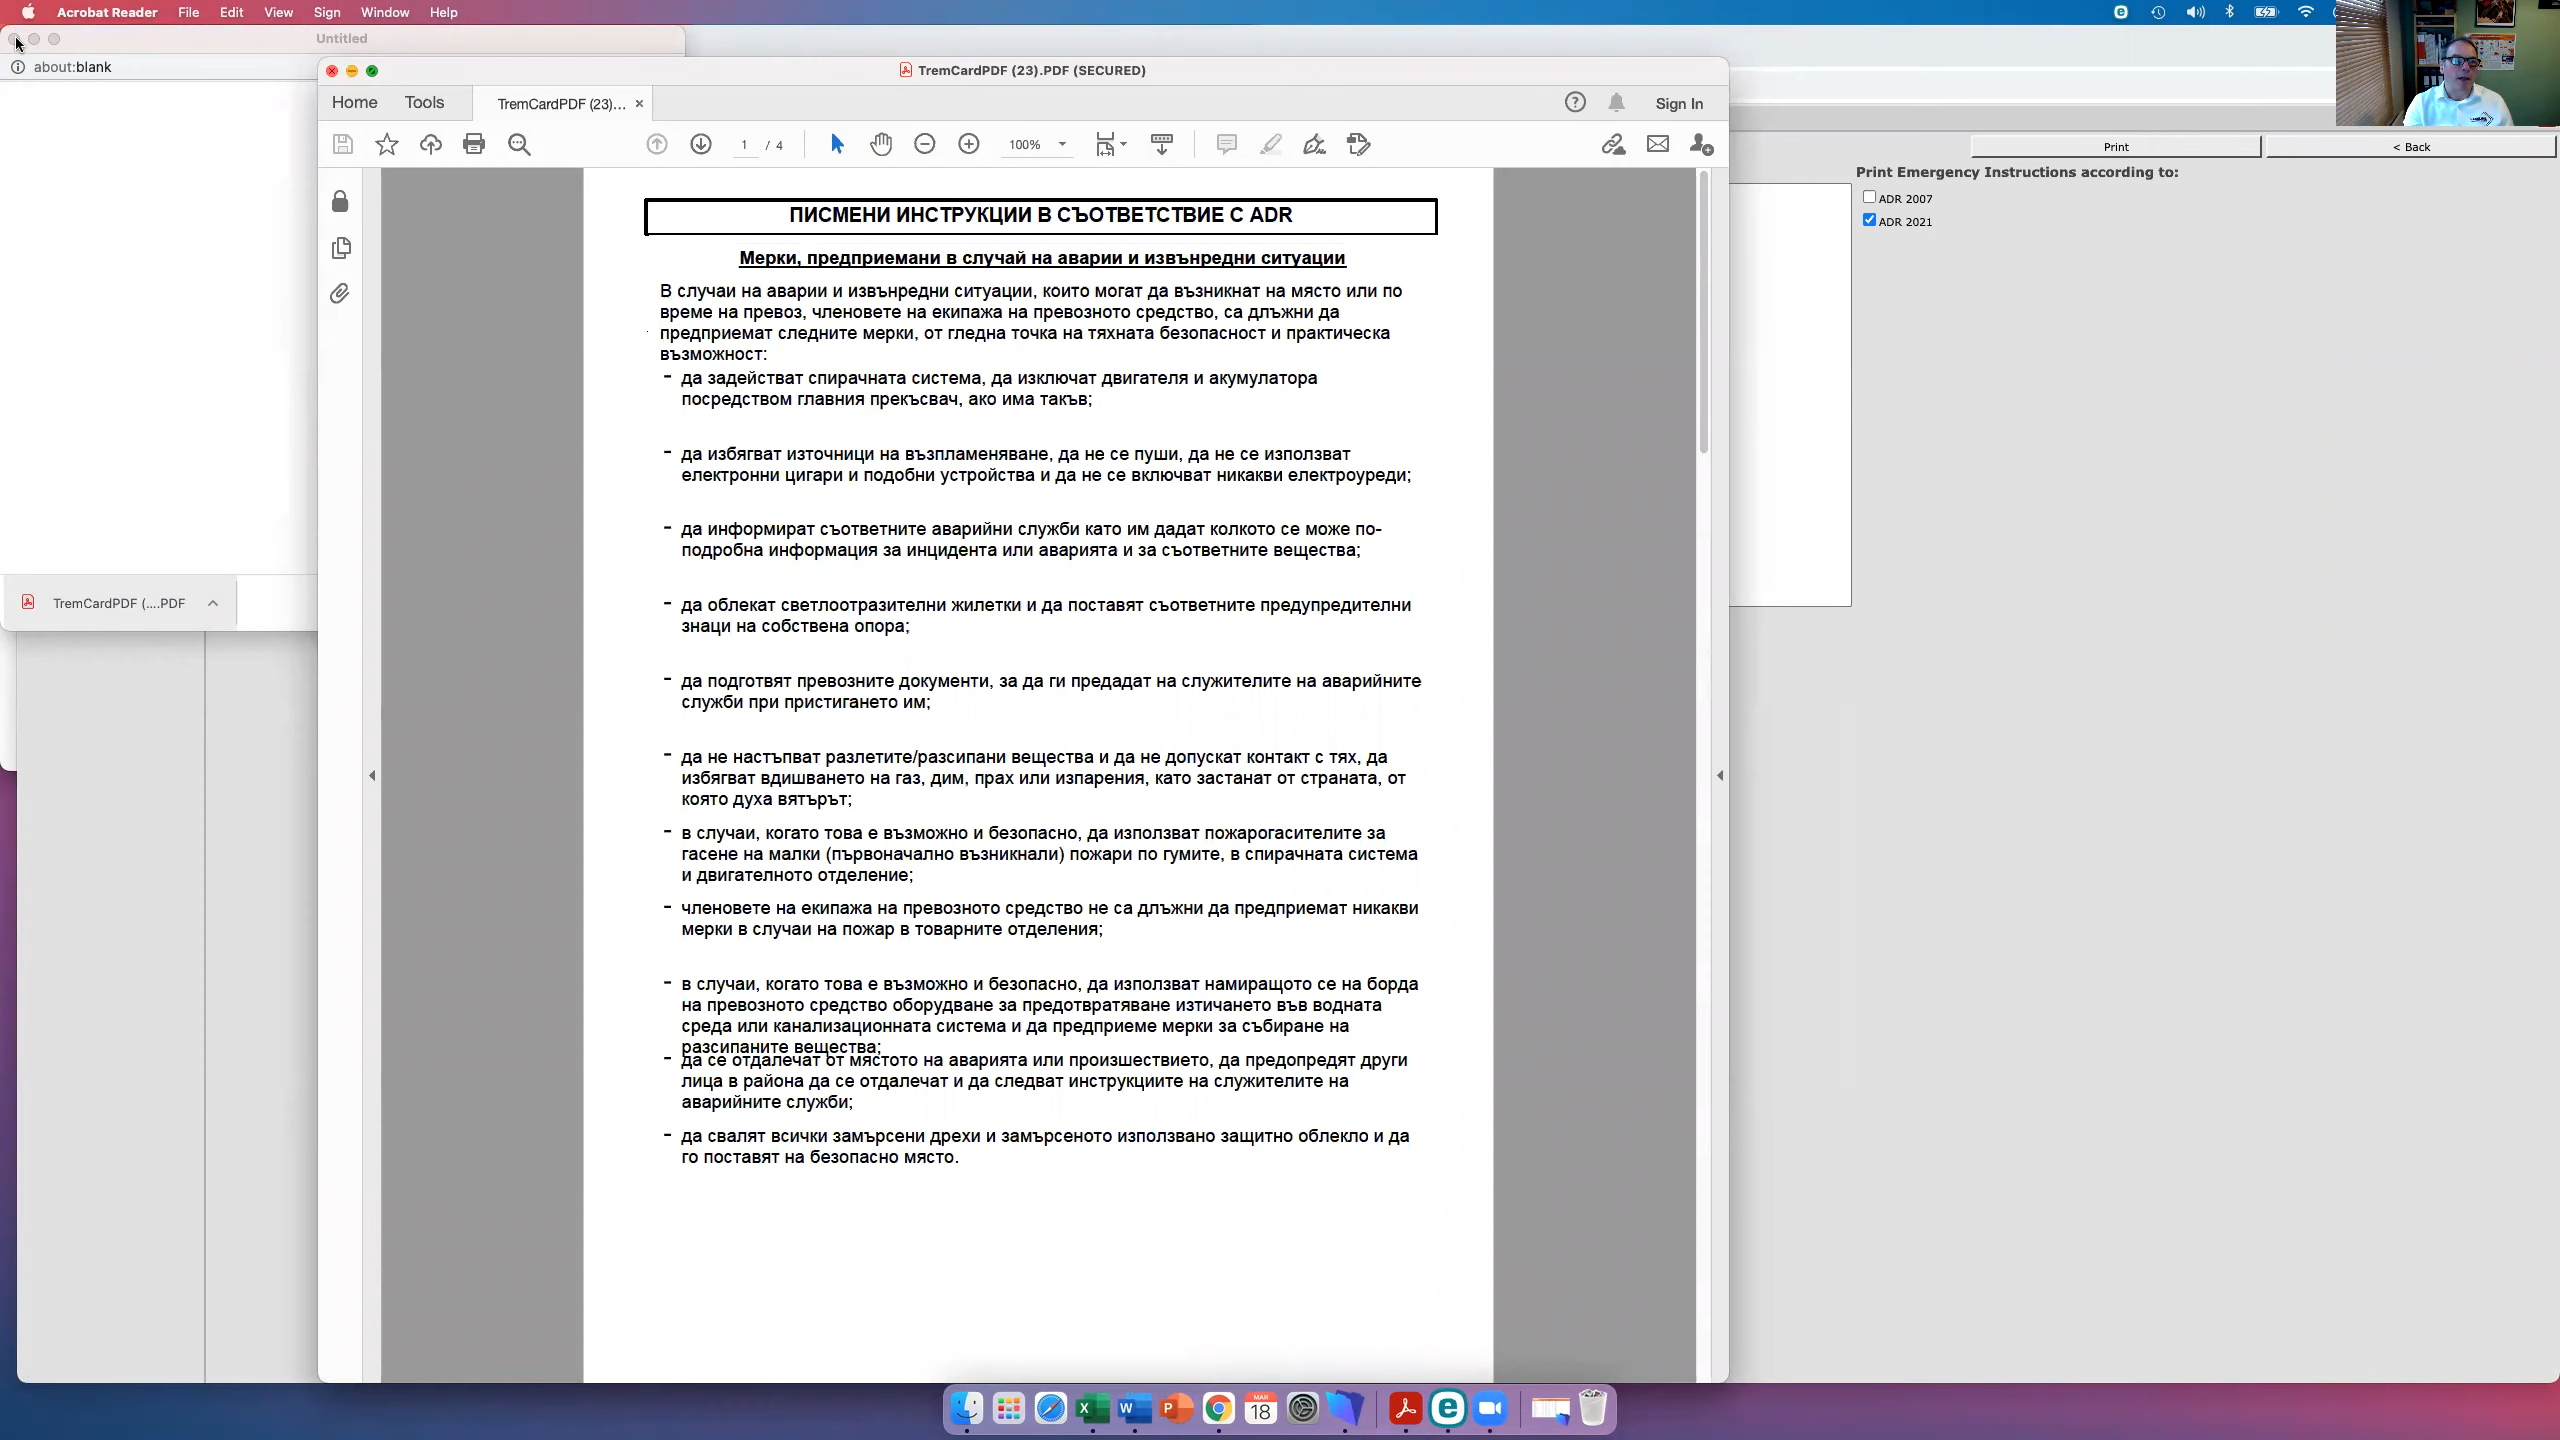 Acrobat Reader File Edit View Sign Window Help
Untitled
about:blank
TremCardPDF (23).PDF (SECURED)
Home Tools TremCardPDF (23)... × Sign In
1 / 4 100%
Print < Back
Print Emergency Instructions according to:
ADR 2007
ADR 2021
ПИСМЕНИ ИНСТРУКЦИИ В СЪОТВЕТСТВИЕ С ADR
Мерки, предприемани в случай на аварии и извънредни ситуации
В случаи на аварии и извънредни ситуации, които могат да възникнат на място или по
време на превоз, членовете на екипажа на превозното средство, са длъжни да
предприемат следните мерки, от гледна точка на тяхната безопасност и практическа
възможност:
- да задействат спирачната система, да изключат двигателя и акумулатора
посредством главния прекъсвач, ако има такъв;
- да избягват източници на възпламеняване, да не се пуши, да не се използват
електронни цигари и подобни устройства и да не се включват никакви електроуреди;
- да информират съответните аварийни служби като им дадат колкото се може по-
подробна информация за инцидента или аварията и за съответните вещества;
- да облекат светлоотразителни жилетки и да поставят съответните предупредителни
знаци на собствена опора;
- да подготвят превозните документи, за да ги предадат на служителите на аварийните
служби при пристигането им;
- да не настъпват разлетите/разсипани вещества и да не допускат контакт с тях, да
избягват вдишването на газ, дим, прах или изпарения, като застанат от страната, от
която духа вятърът;
- в случаи, когато това е възможно и безопасно, да използват пожарогасителите за
гасене на малки (първоначално възникнали) пожари по гумите, в спирачната система
и двигателното отделение;
- членовете на екипажа на превозното средство не са длъжни да предприемат никакви
мерки в случаи на пожар в товарните отделения;
- в случаи, когато това е възможно и безопасно, да използват намиращото се на борда
на превозното средство оборудване за предотвратяване изтичането във водната
среда или канализационната система и да предприеме мерки за събиране на
разсипаните вещества;
- да се отдалечат от мястото на аварията или произшествието, да предопредят други
лица в района да се отдалечат и да следват инструкциите на служителите на
аварийните служби;
- да свалят всички замърсени дрехи и замърсеното използвано защитно облекло и да
го поставят на безопасно място.
TremCardPDF (....PDF
X W P MAR 18 e